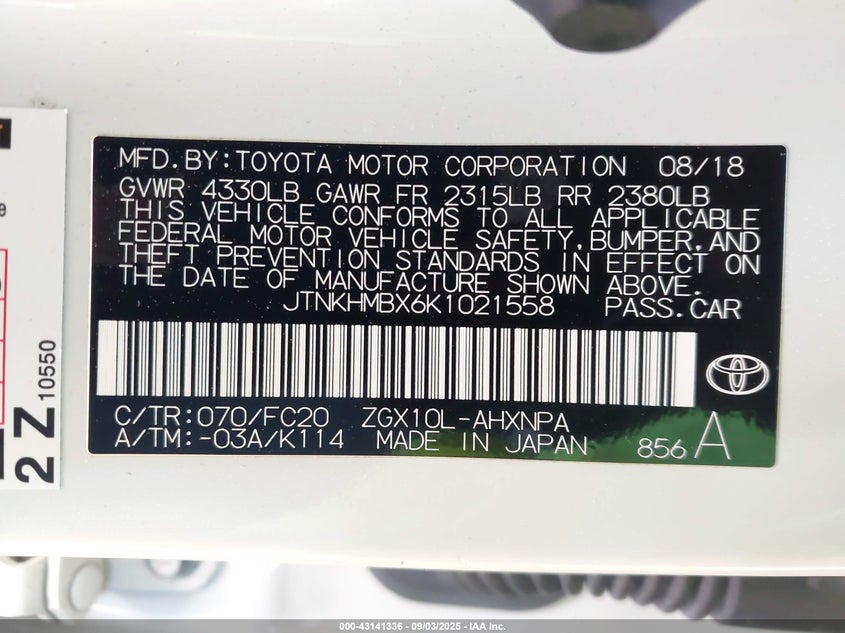 MFD.BY:TOYOTA MOTOR CORPORATION 08/18
GVWR 4330LB GAWR FR 2315LB RR 2380LB
THIS VEHICLE CONFORMS TO ALL APPLICABLE
FEDERAL MOTOR VEHICLE SAFETY,BUMPER,AND
THEFT PREVENTION STANDARDS IN EFFECT ON
THE DATE OF MANUFACTURE SHOWN ABOVE.
JTNKHMBX6K1021558 PASS.CAR
C/TR:070/FC20 ZGX10L-AHXNPA
A/TM:-03A/K114 MADE IN JAPAN 856A
2Z 10550
000-43141336 - 09/03/2025 - IAA Inc.